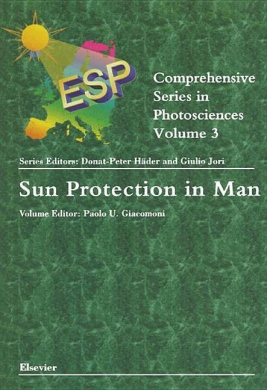 ESP
Comprehensive
Series in
Photosciences
Volume 3
Series Editors: Donat-Peter Häder and Giulio Jori
Sun Protection in Man
Volume Editor: Paolo U. Giacomoni
Elsevier